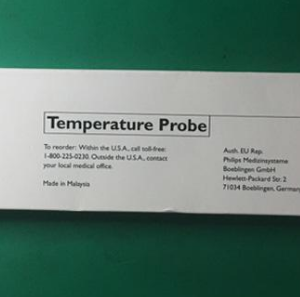 Temperature Probe
To reorder: Within the U.S.A., call toll-free:
1-800-225-0230. Outside the U.S.A., contact
your local medical office.
Made in Malaysia
Auth. EU Rep.
Philips Medizinsysteme
Boeblingen GmbH
Hewlett-Packard Str. 2
71034 Boeblingen, German